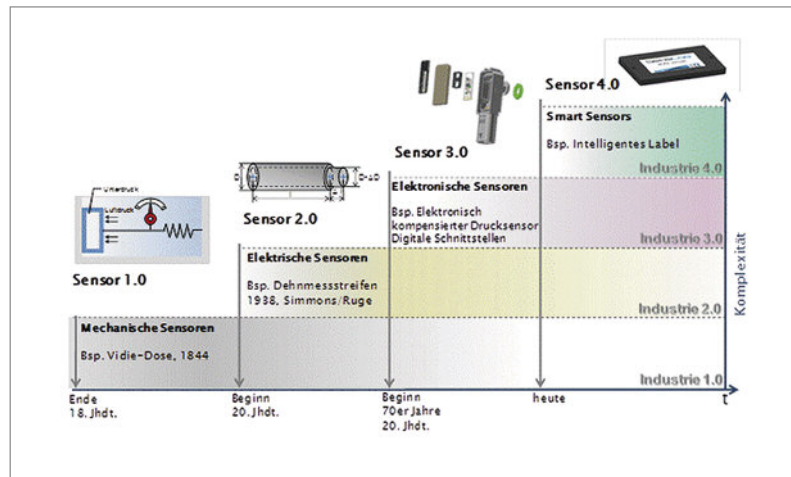 Sensor 4.0
Smart Sensors
Bsp. Intelligentes Label
Industrie 4.0
Sensor 3.0
Elektronische Sensoren
Bsp. Elektronisch
kompensierter Drucksensor
Digitale Schnittstellen
Industrie 3.0
Sensor 2.0
Elektrische Sensoren
Bsp. Dehnmessstreifen
1938, Simmons/Ruge
Industrie 2.0
Unterdruck
Luftdruck
Sensor 1.0
Mechanische Sensoren
Bsp. Vidie-Dose, 1844
Industrie 1.0
Komplexität
Ende
18. Jhdt.
Beginn
20. Jhdt.
Beginn
70er Jahre
20. Jhdt.
heute
t